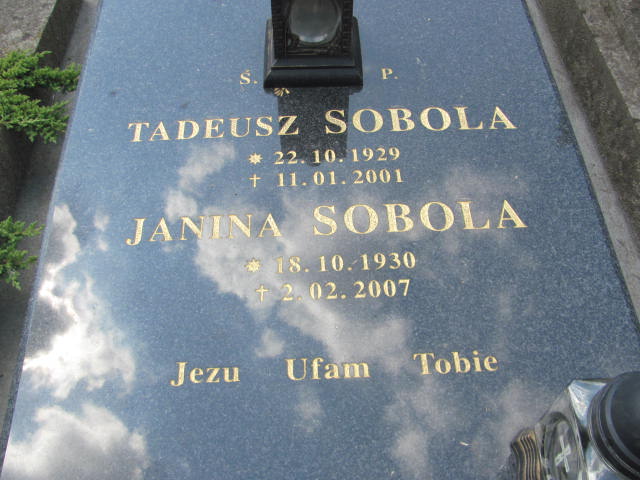 Ś. P.
TADEUSZ SOBOLA
* 22.10.1929
† 11.01.2001
JANINA SOBOLA
* 18.10.1930
† 2.02.2007
Jezu Ufam Tobie